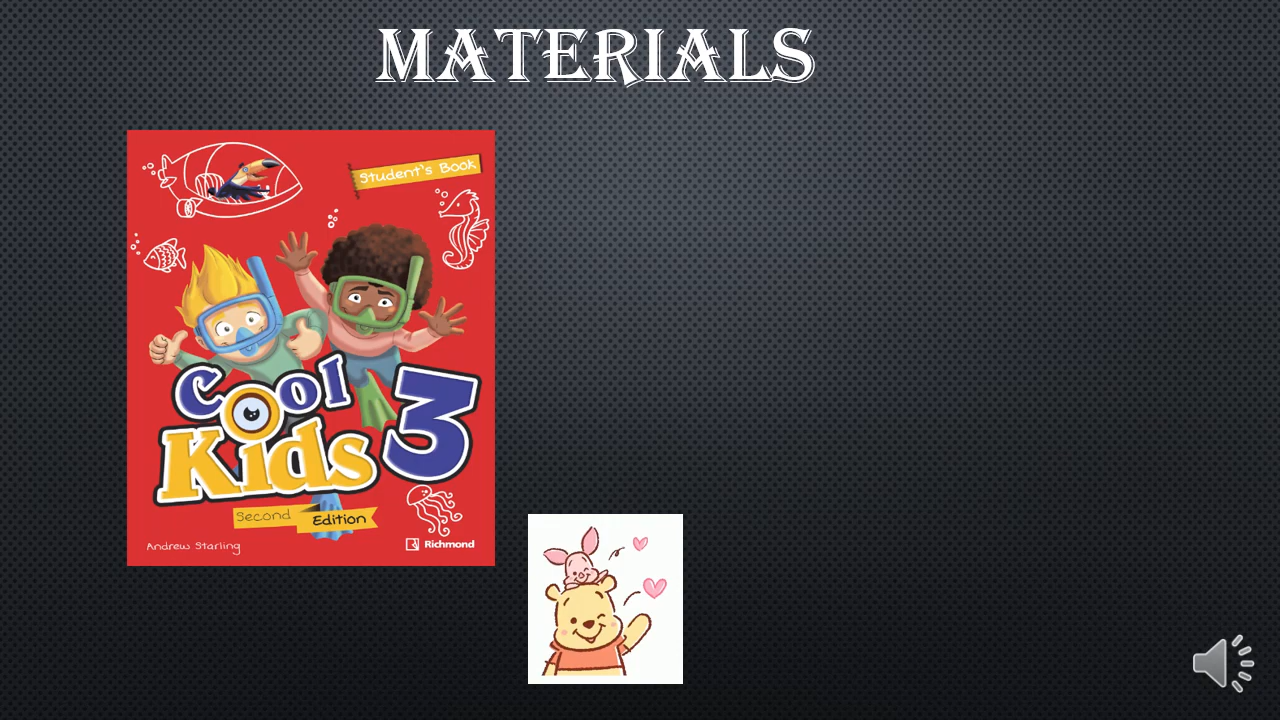 MATERIALS
Student's Book
Cool
Kids 3
Second Edition
Andrew Starling
Richmond